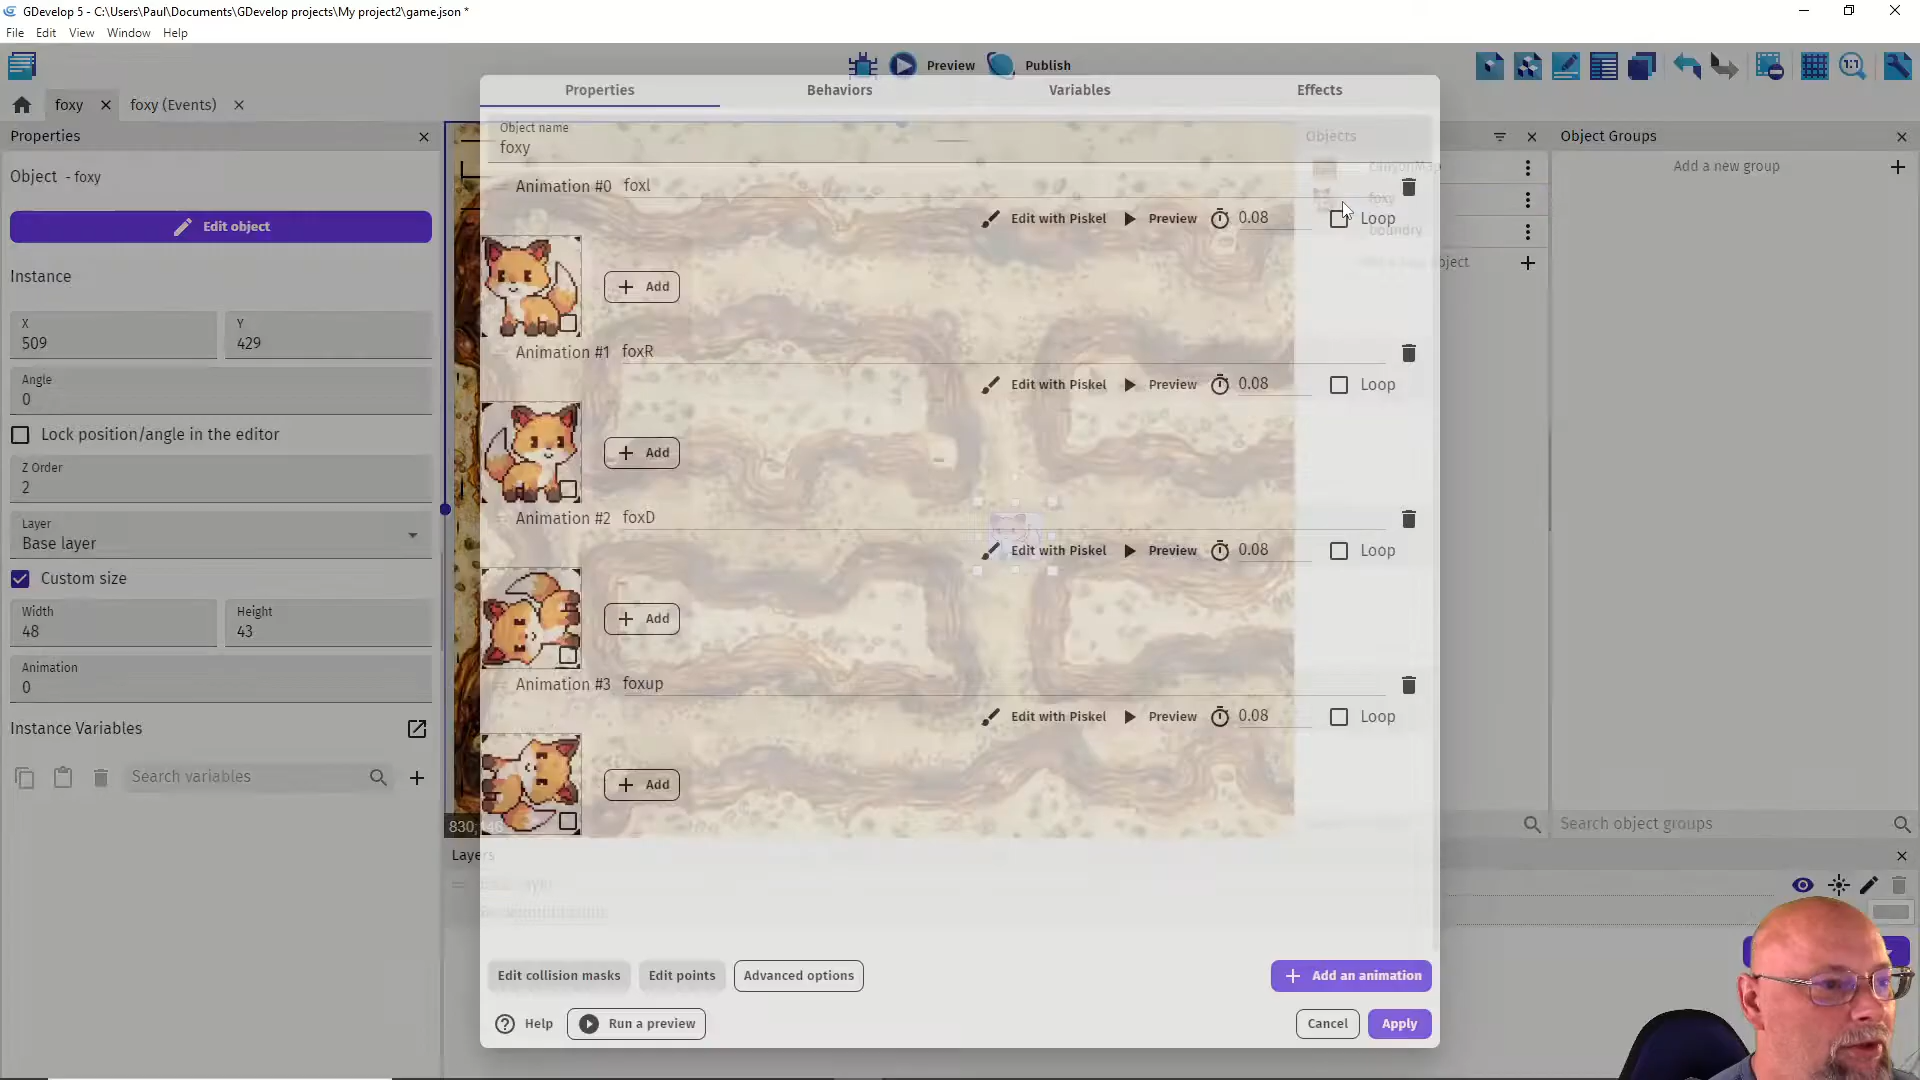 GDevelop 5 - C:\Users\Paul\Documents\GDevelop projects\My project2\game.json *
File Edit View Window Help
Preview Publish
foxy foxy (Events)
Properties
Object - foxy
Edit object
Instance
X
509
Y
429
Angle
0
Lock position/angle in the editor
Z Order
2
Layer
Base layer
Custom size
Width
48
Height
43
Animation
0
Instance Variables
Search variables
Properties Behaviors Variables Effects
Object name
foxy
Animation #0 foxl
Edit with Piskel Preview 0.08 Loop
Add
Animation #1 foxR
Edit with Piskel Preview 0.08 Loop
Add
Animation #2 foxD
Edit with Piskel Preview 0.08 Loop
Add
Animation #3 foxup
Edit with Piskel Preview 0.08 Loop
Add
Edit collision masks Edit points Advanced options Add an animation
Help Run a preview Cancel Apply
Objects
foxy
boundry
Object Groups
Add a new group
Search object groups
Layers
1:1